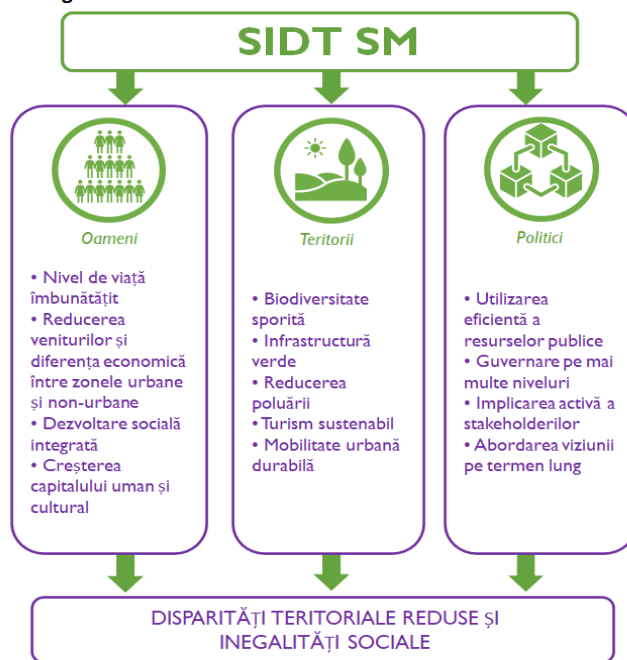 SIDT SM
Oameni
• Nivel de viață
îmbunătățit
• Reducerea
veniturilor și
diferența economică
între zonele urbane
și non-urbane
• Dezvoltare socială
integrată
• Creșterea
capitalului uman și
cultural
Teritorii
• Biodiversitate
sporită
• Infrastructură
verde
• Reducerea
poluării
• Turism sustenabil
• Mobilitate urbană
durabilă
Politici
• Utilizarea
eficientă a
resurselor publice
• Guvernare pe mai
multe niveluri
• Implicarea activă a
stakeholderilor
• Abordarea viziunii
pe termen lung
DISPARITĂȚI TERITORIALE REDUSE ȘI
INEGALITĂȚI SOCIALE